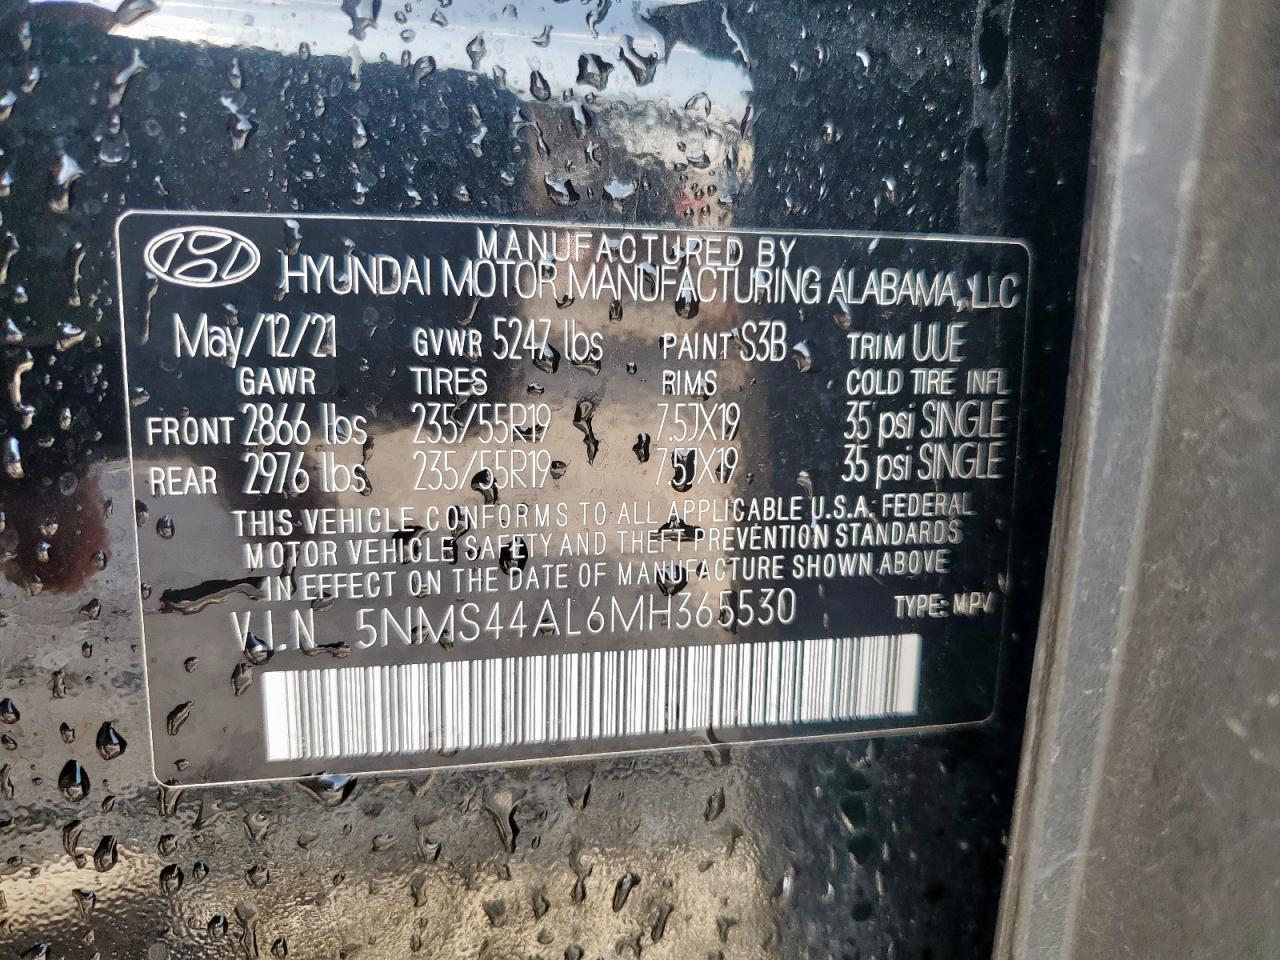 MANUFACTURED BY
HYUNDAI MOTOR MANUFACTURING ALABAMA, LLC
May/12/21 GVWR 5247 lbs PAINT S3B TRIM UUE
GAWR TIRES RIMS COLD TIRE INFL
FRONT 2866 lbs 235/55R19 7.5JX19 35 psi SINGLE
REAR 2976 lbs 235/55R19 7.5JX19 35 psi SINGLE
THIS VEHICLE CONFORMS TO ALL APPLICABLE U.S.A. FEDERAL
MOTOR VEHICLE SAFETY AND THEFT PREVENTION STANDARDS
IN EFFECT ON THE DATE OF MANUFACTURE SHOWN ABOVE
V.I.N 5NMS44AL6MH365530 TYPE: M.P.V